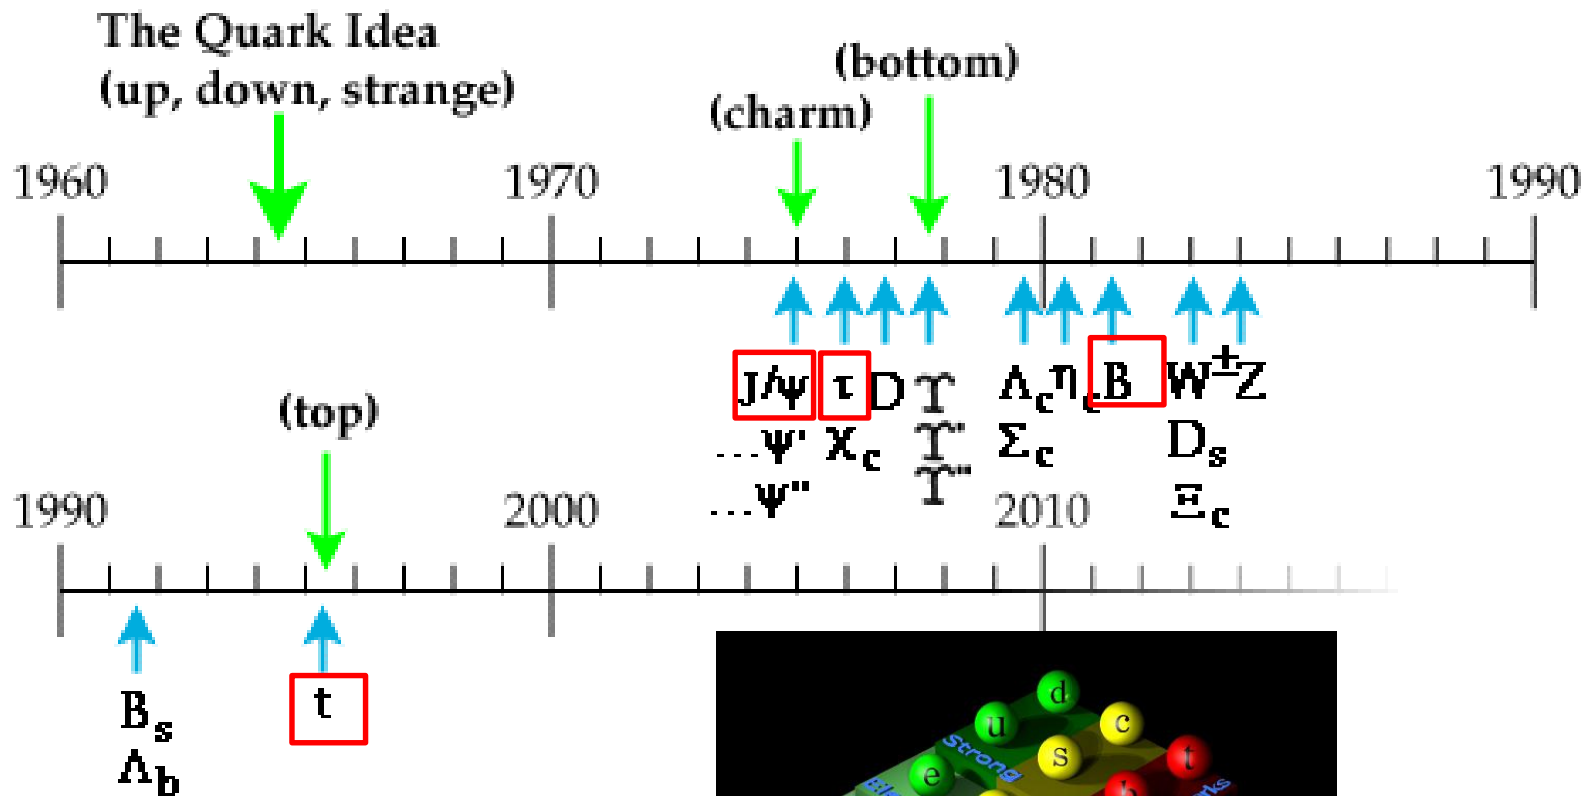 The Quark Idea
(up, down, strange)
(bottom)
(charm)
1960 1970 1980 1990
J/ψ τ D ϒ Λc ηc B W± Z
...ψ' χc ϒ' Σc Ds
...ψ" ϒ" Ξc
(top)
1990 2000 2010
Bs t
Λb
d
u c
Strong
s t
e
b